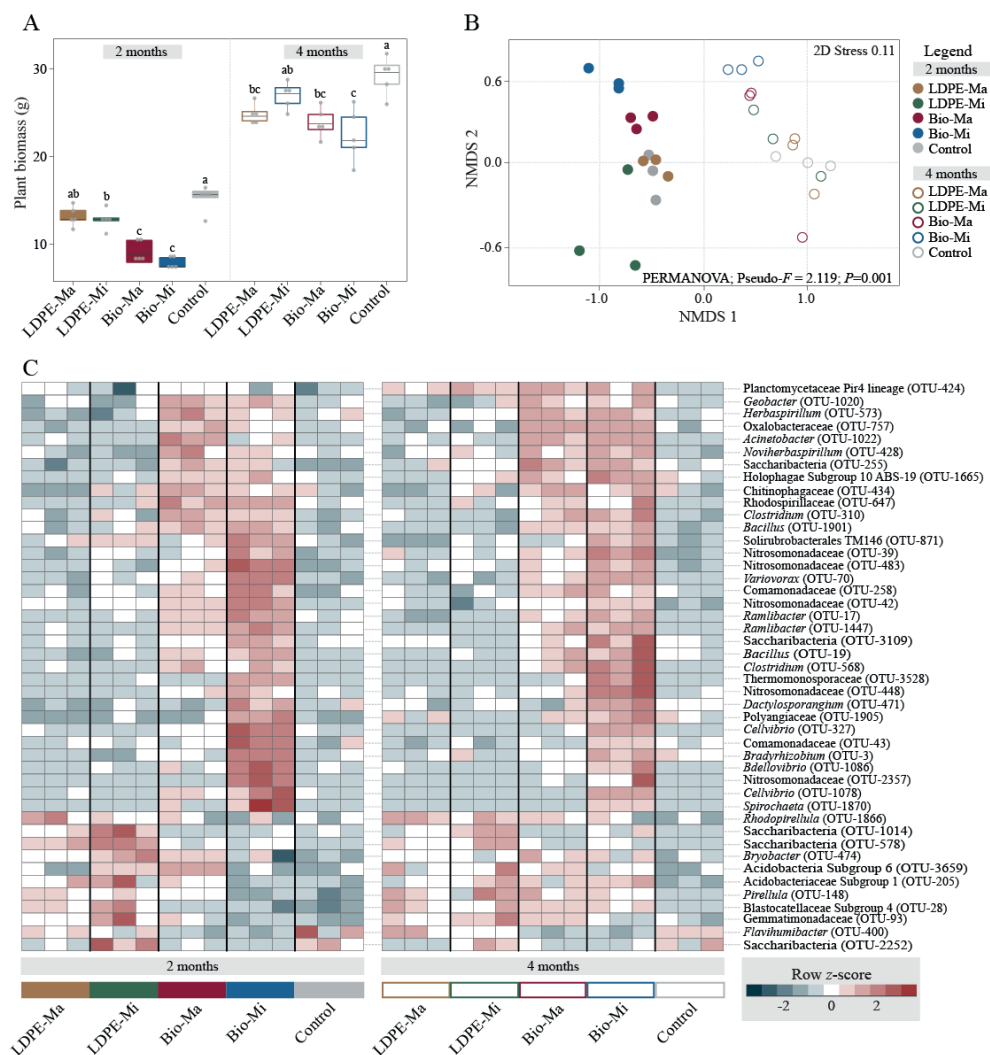 A
2 months
4 months
Plant biomass (g)
30
20
10
ab
b
c
c
a
bc
ab
bc
c
a
LDPE-Ma
LDPE-Mi
Bio-Ma
Bio-Mi
Control
LDPE-Ma
LDPE-Mi
Bio-Ma
Bio-Mi
Control
B
2D Stress 0.11
NMDS 2
0.6
0.0
-0.6
PERMANOVA; Pseudo-F = 2.119; P=0.001
-1.0
0.0
1.0
NMDS 1
Legend
2 months
LDPE-Ma
LDPE-Mi
Bio-Ma
Bio-Mi
Control
4 months
LDPE-Ma
LDPE-Mi
Bio-Ma
Bio-Mi
Control
C
Planctomycetaceae Pir4 lineage (OTU-424)
Geobacter (OTU-1020)
Herbaspirillum (OTU-573)
Oxalobacteraceae (OTU-757)
Acinetobacter (OTU-1022)
Noviherbaspirillum (OTU-428)
Saccharibacteria (OTU-255)
Holophagae Subgroup 10 ABS-19 (OTU-1665)
Chitinophagaceae (OTU-434)
Rhodospirillaceae (OTU-647)
Clostridium (OTU-310)
Bacillus (OTU-1901)
Solirubrobacterales TM146 (OTU-871)
Nitrosomonadaceae (OTU-39)
Nitrosomonadaceae (OTU-483)
Variovorax (OTU-70)
Comamonadaceae (OTU-258)
Nitrosomonadaceae (OTU-42)
Ramlibacter (OTU-17)
Ramlibacter (OTU-1447)
Saccharibacteria (OTU-3109)
Bacillus (OTU-19)
Clostridium (OTU-568)
Thermomonosporaceae (OTU-3528)
Nitrosomonadaceae (OTU-448)
Dactylosporangium (OTU-471)
Polyangiaceae (OTU-1905)
Cellvibrio (OTU-327)
Comamonadaceae (OTU-43)
Bradyrhizobium (OTU-3)
Bdellovibrio (OTU-1086)
Nitrosomonadaceae (OTU-2357)
Cellvibrio (OTU-1078)
Spirochaeta (OTU-1870)
Rhodopirellula (OTU-1866)
Saccharibacteria (OTU-1014)
Saccharibacteria (OTU-578)
Bryobacter (OTU-474)
Acidobacteria Subgroup 6 (OTU-3659)
Acidobacteriaceae Subgroup 1 (OTU-205)
Pirellula (OTU-148)
Blastocatellaceae Subgroup 4 (OTU-28)
Gemmatimonadaceae (OTU-93)
Flavihumibacter (OTU-400)
Saccharibacteria (OTU-2252)
2 months
4 months
LDPE-Ma
LDPE-Mi
Bio-Ma
Bio-Mi
Control
LDPE-Ma
LDPE-Mi
Bio-Ma
Bio-Mi
Control
Row z-score
-2
0
2